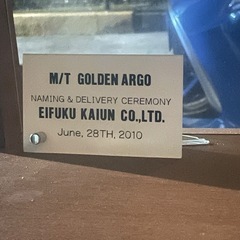 M/T GOLDEN ARGO
NAMING & DELIVERY CEREMONY
EIFUKU KAIUN CO.,LTD.
June, 28TH, 2010